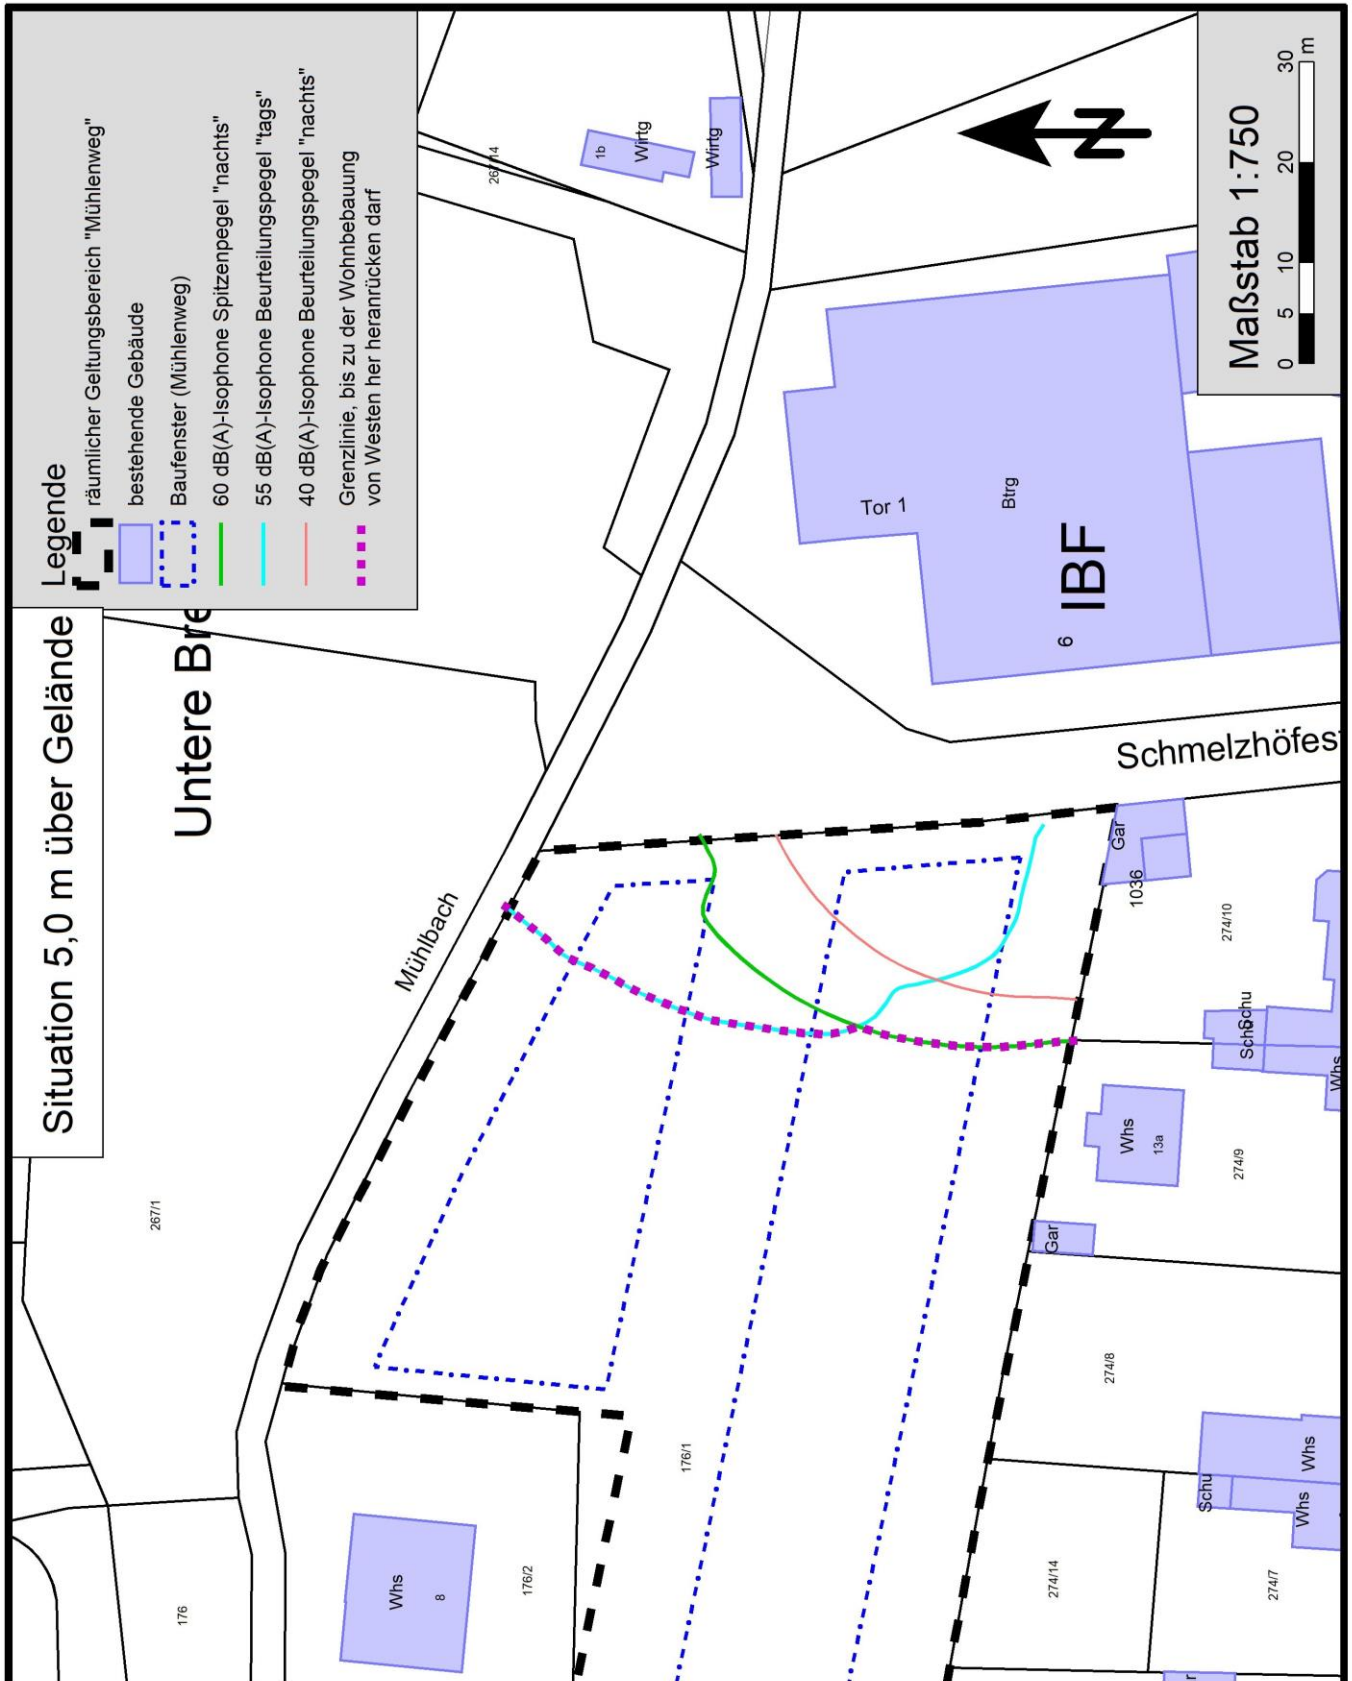 Situation 5,0 m über Gelände
Legende
räumlicher Geltungsbereich "Mühlenweg"
bestehende Gebäude
Baufenster (Mühlenweg)
60 dB(A)-Isophone Spitzenpegel "nachts"
55 dB(A)-Isophone Beurteilungspegel "tags"
40 dB(A)-Isophone Beurteilungspegel "nachts"
Grenzlinie, bis zu der Wohnbebauung
von Westen her heranrücken darf
Untere Bre
267/14
1b
Wirtg
Wirtg
N
Maßstab 1:750
0 5 10 20 30
m
Tor 1
Btrg
6
IBF
Schmelzhöfes
Mühlbach
267/1
176
Whs
8
176/2
176/1
Gar
1036
274/10
Schu
Schu
Whs
Whs
13a
274/9
Gar
274/8
Whs
Schu
Whs
274/14
274/7